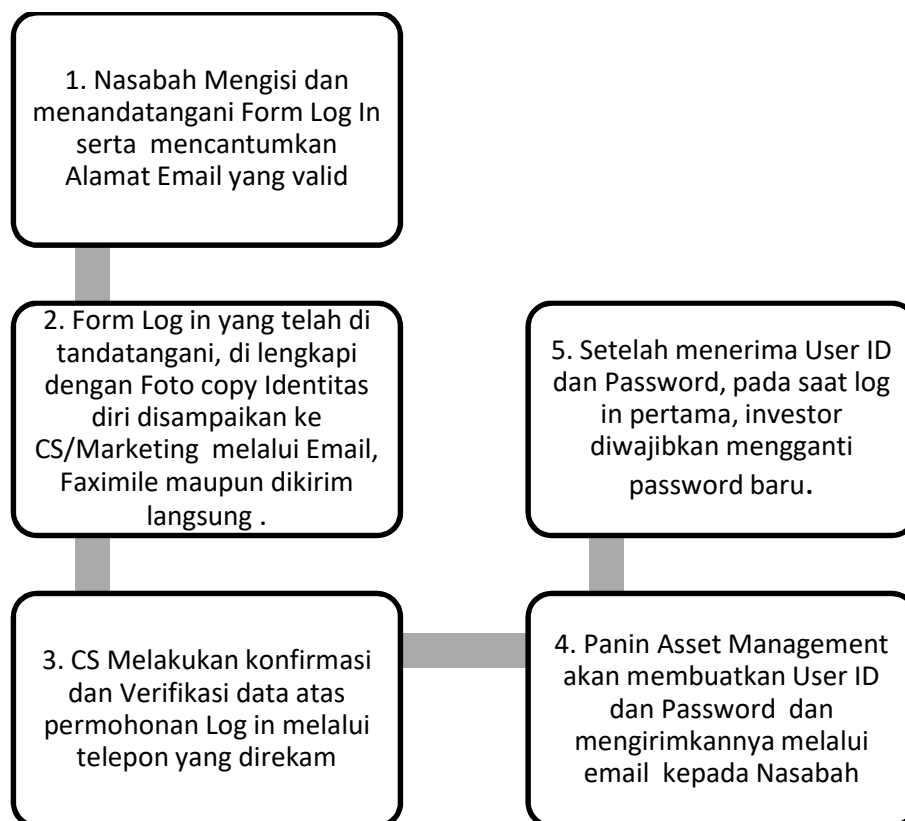 1. Nasabah Mengisi dan
menandatangani Form Log In
serta mencantumkan
Alamat Email yang valid
2. Form Log in yang telah di
tandatangani, di lengkapi
dengan Foto copy Identitas
diri disampaikan ke
CS/Marketing melalui Email,
Faximile maupun dikirim
langsung .
3. CS Melakukan konfirmasi
dan Verifikasi data atas
permohonan Log in melalui
telepon yang direkam
4. Panin Asset Management
akan membuatkan User ID
dan Password dan
mengirimkannya melalui
email kepada Nasabah
5. Setelah menerima User ID
dan Password, pada saat log
in pertama, investor
diwajibkan mengganti
password baru.